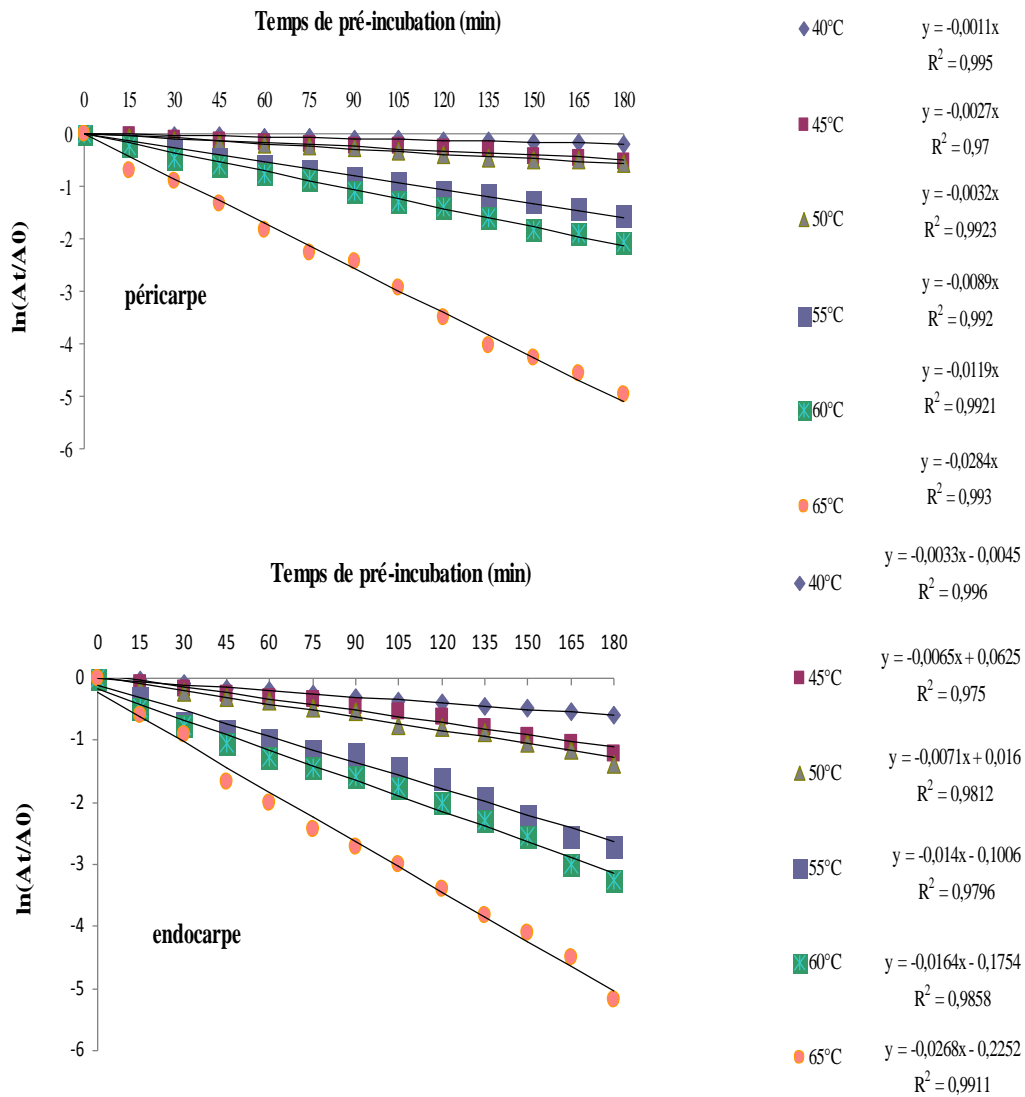 Temps de pré-incubation (min)
0 15 30 45 60 75 90 105 120 135 150 165 180
0
-1
-2
-3
-4
-5
-6
ln(At/A0)
péricarpe
40°C y = -0,0011x
R² = 0,995
45°C y = -0,0027x
R² = 0,97
50°C y = -0,0032x
R² = 0,9923
55°C y = -0,0089x
R² = 0,992
60°C y = -0,0119x
R² = 0,9921
65°C y = -0,0284x
R² = 0,993
Temps de pré-incubation (min)
0 15 30 45 60 75 90 105 120 135 150 165 180
0
-1
-2
-3
-4
-5
-6
ln(At/A0)
endocarpe
40°C y = -0,0033x - 0,0045
R² = 0,996
45°C y = -0,0065x + 0,0625
R² = 0,975
50°C y = -0,0071x + 0,016
R² = 0,9812
55°C y = -0,014x - 0,1006
R² = 0,9796
60°C y = -0,0164x - 0,1754
R² = 0,9858
65°C y = -0,0268x - 0,2252
R² = 0,9911